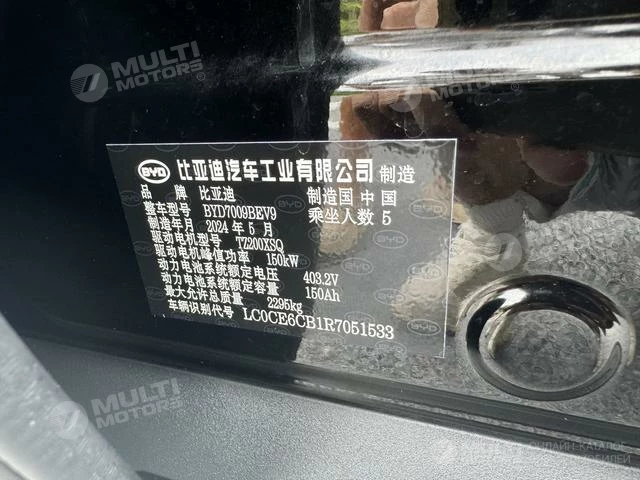 MULTI
MOTORS
BYD 比亚迪汽车工业有限公司 制造
品牌 比亚迪 制造国 中国
整车型号 BYD7009BEV9 乘坐人数 5
制造年月 2024 年 5 月
驱动电机型号 TZ200XSQ
驱动电机峰值功率 150kW
动力电池系统额定电压 403.2V
动力电池系统额定容量 150Ah
最大允许总质量 2295kg
车辆识别代号 LC0CE6CB1R7051533
MULTI
MOTORS
ОНЛАЙН-КАТАЛОГ